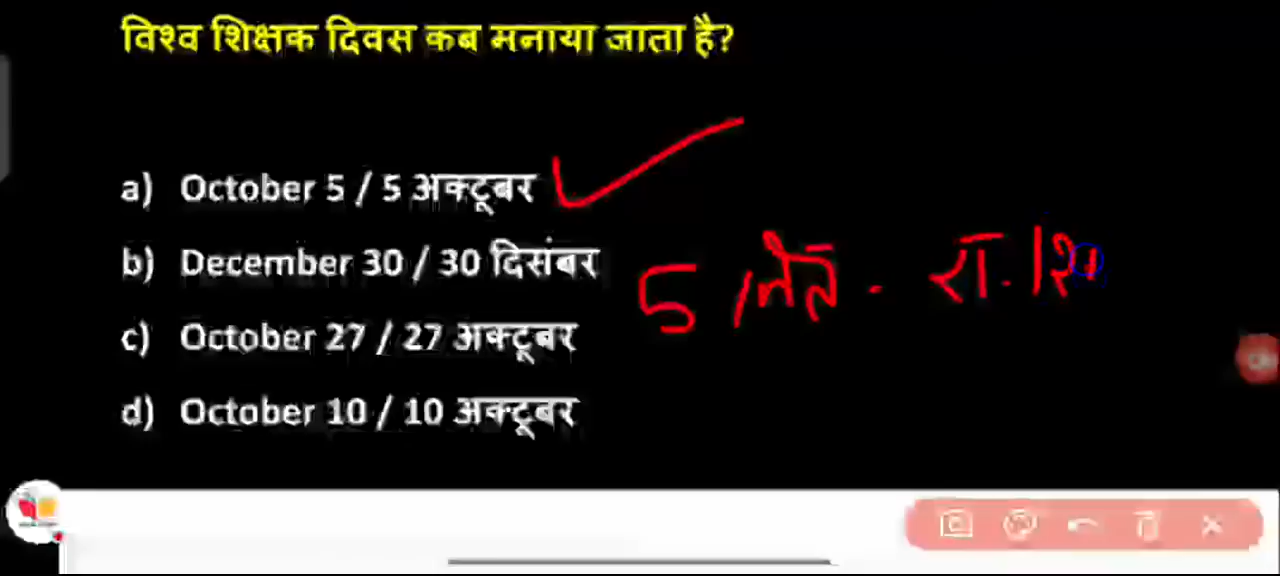 विश्व शिक्षक दिवस कब मनाया जाता है?
a) October 5 / 5 अक्टूबर
b) December 30 / 30 दिसंबर
5
c) October 27 / 27 अक्टूबर
d) October 10 / 10 अक्टूबर